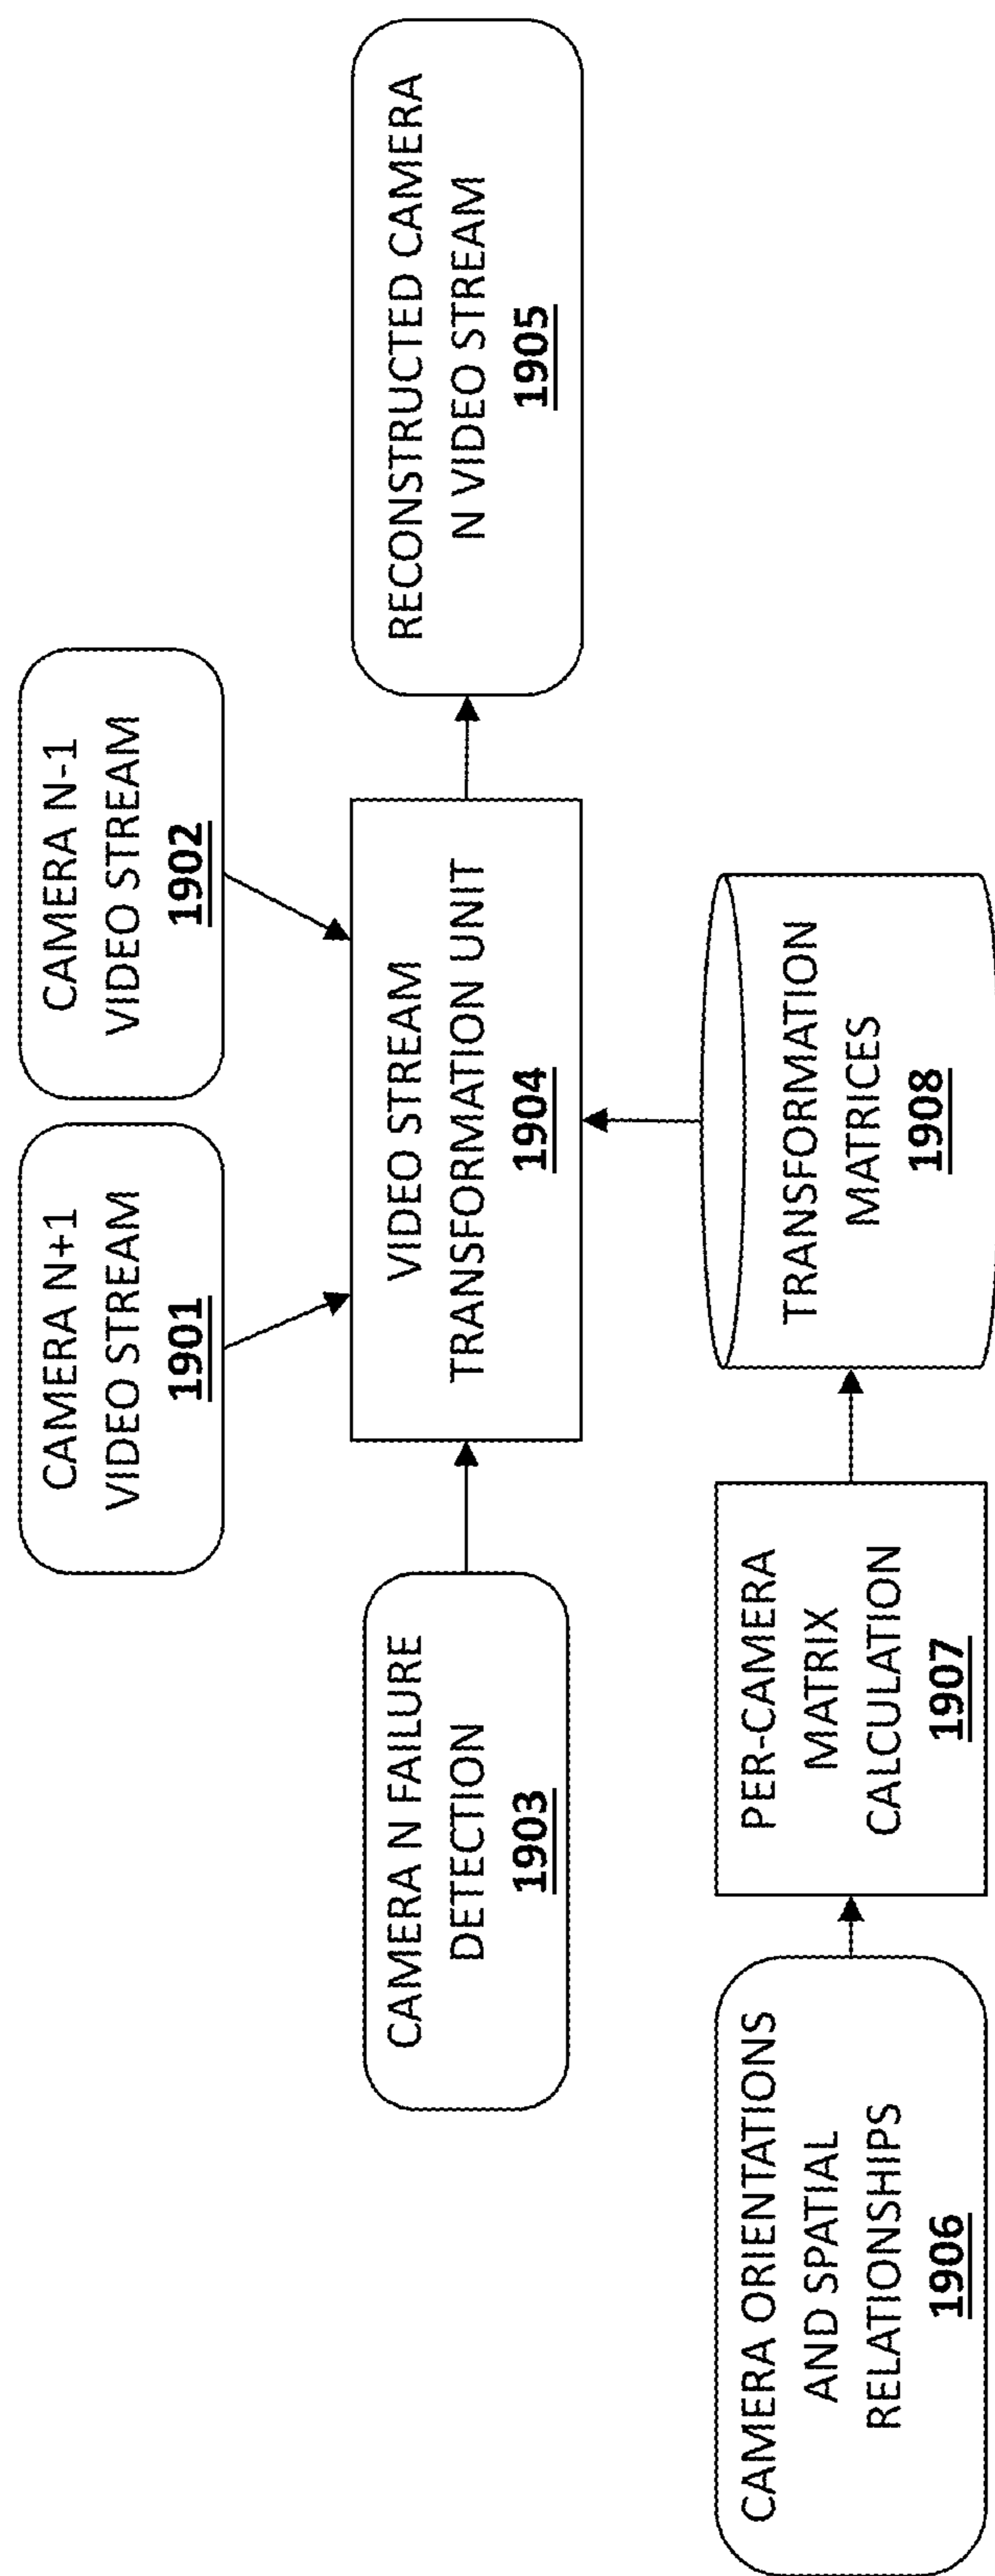 CAMERA N+1
VIDEO STREAM
1901
CAMERA N-1
VIDEO STREAM
1902
CAMERA N FAILURE
DETECTION
1903
VIDEO STREAM
TRANSFORMATION UNIT
1904
RECONSTRUCTED CAMERA
N VIDEO STREAM
1905
CAMERA ORIENTATIONS
AND SPATIAL
RELATIONSHIPS
1906
PER-CAMERA
MATRIX
CALCULATION
1907
TRANSFORMATION
MATRICES
1908